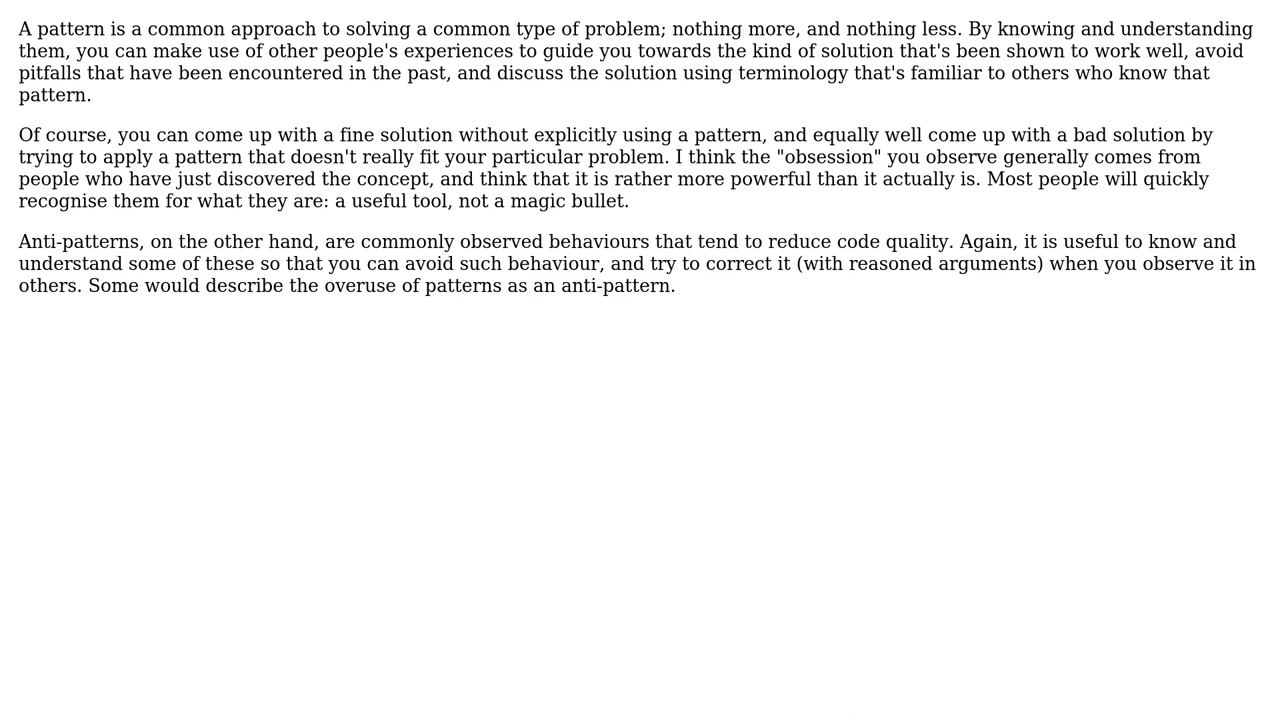 A pattern is a common approach to solving a common type of problem; nothing more, and nothing less. By knowing and understanding
them, you can make use of other people's experiences to guide you towards the kind of solution that's been shown to work well, avoid
pitfalls that have been encountered in the past, and discuss the solution using terminology that's familiar to others who know that
pattern.
Of course, you can come up with a fine solution without explicitly using a pattern, and equally well come up with a bad solution by
trying to apply a pattern that doesn't really fit your particular problem. I think the "obsession" you observe generally comes from
people who have just discovered the concept, and think that it is rather more powerful than it actually is. Most people will quickly
recognise them for what they are: a useful tool, not a magic bullet.
Anti-patterns, on the other hand, are commonly observed behaviours that tend to reduce code quality. Again, it is useful to know and
understand some of these so that you can avoid such behaviour, and try to correct it (with reasoned arguments) when you observe it in
others. Some would describe the overuse of patterns as an anti-pattern.